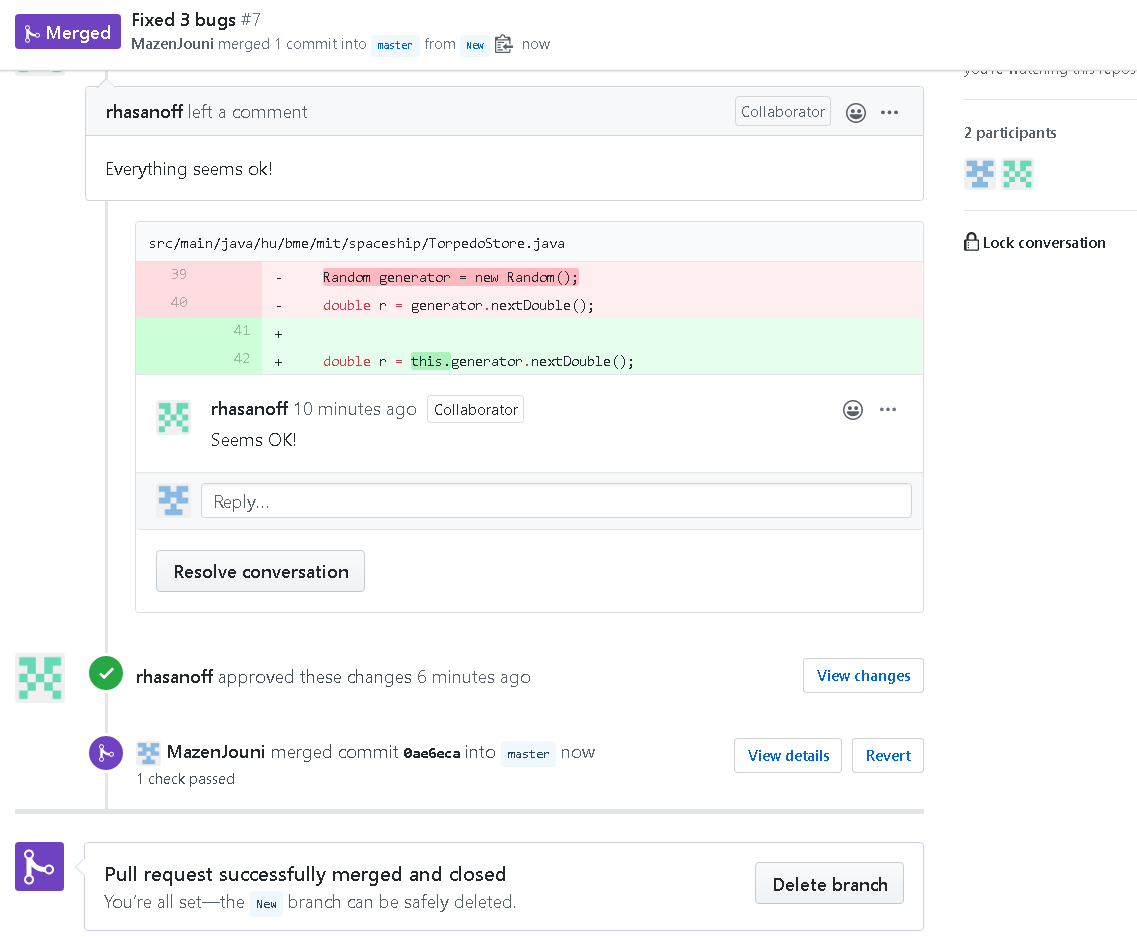 Merged
Fixed 3 bugs #7
MazenJouni merged 1 commit into master from New now
you're watching this repos
rhasanoff left a comment
Collaborator
Everything seems ok!
2 participants
Lock conversation
src/main/java/hu/bme/mit/spaceship/TorpedoStore.java
39 - Random generator = new Random();
40 - double r = generator.nextDouble();
41 +
42 + double r = this.generator.nextDouble();
rhasanoff 10 minutes ago Collaborator
Seems OK!
Reply...
Resolve conversation
rhasanoff approved these changes 6 minutes ago
View changes
MazenJouni merged commit 0ae6eca into master now
1 check passed
View details
Revert
Pull request successfully merged and closed
You're all set—the New branch can be safely deleted.
Delete branch